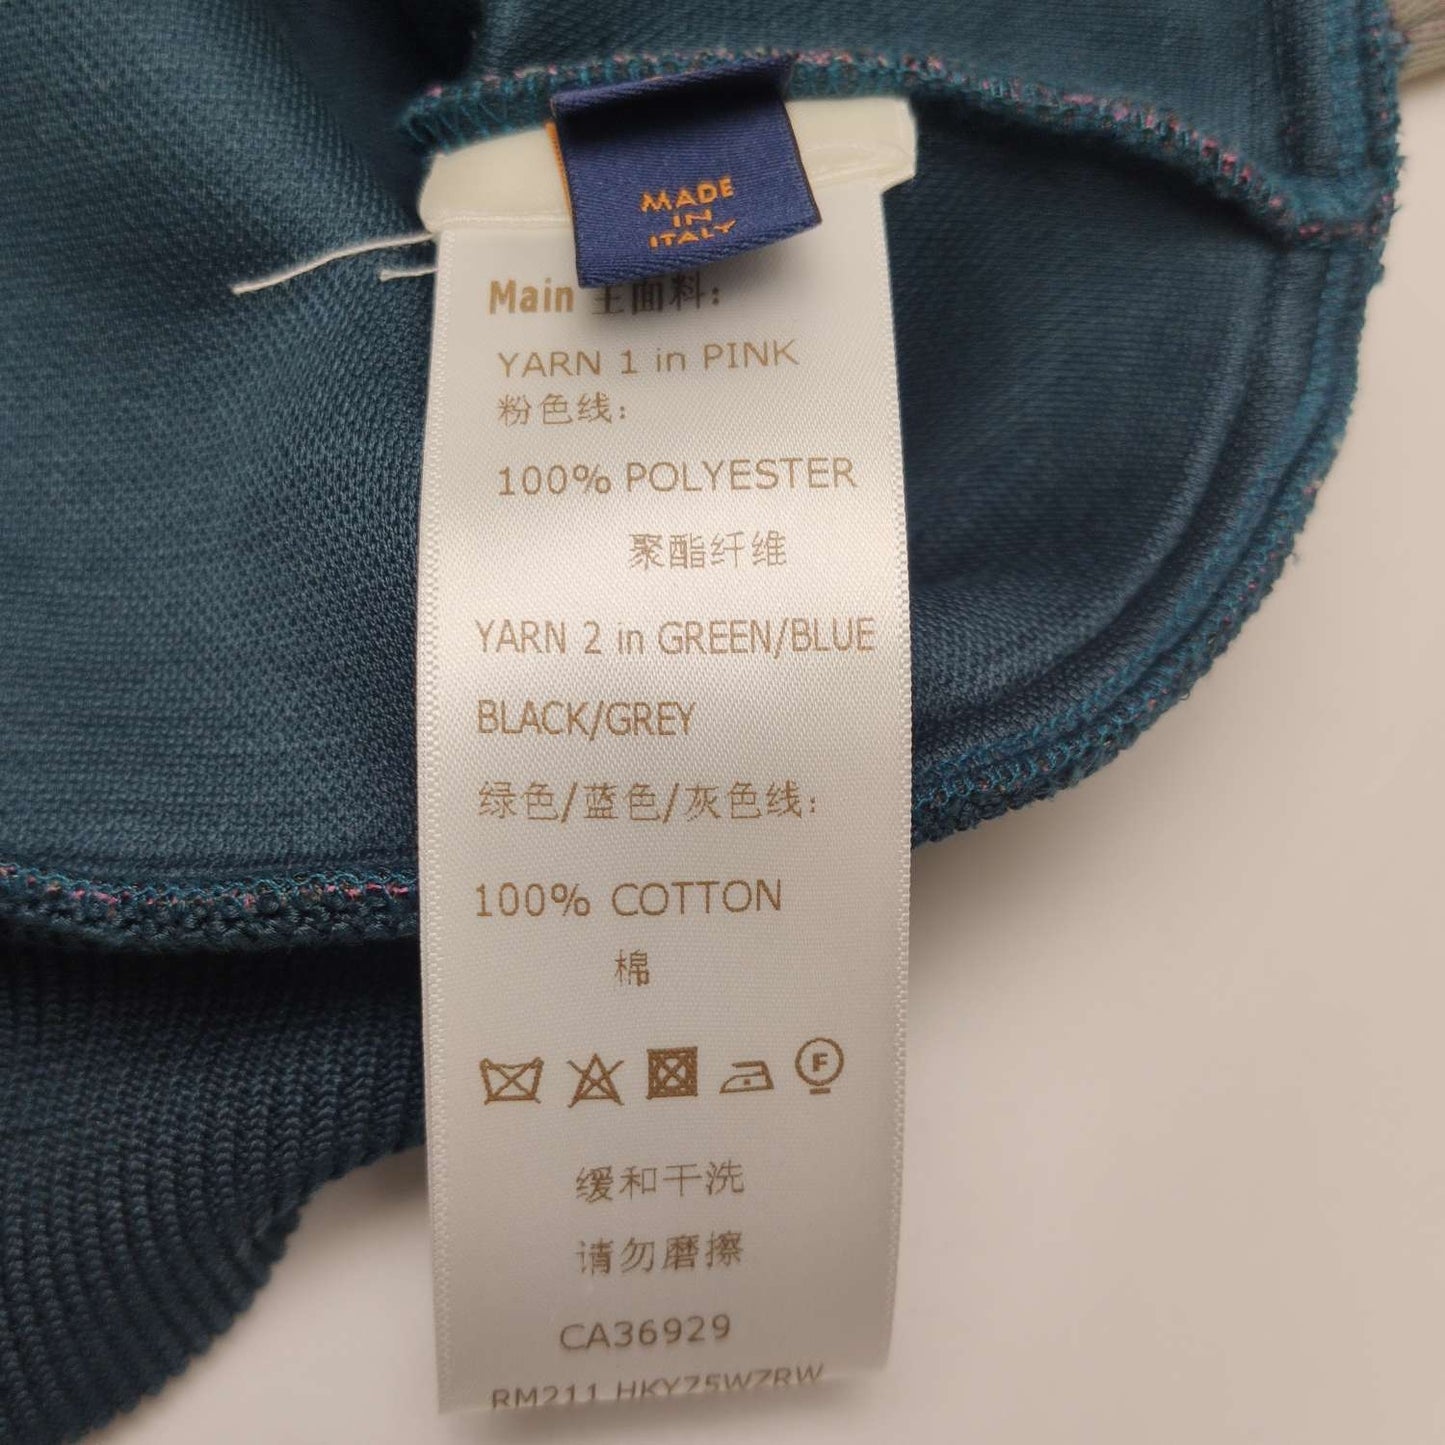 MADE
IN
ITALY
Main 主面料:
YARN 1 in PINK
粉色线:
100% POLYESTER
聚酯纤维
YARN 2 in GREEN/BLUE
BLACK/GREY
绿色/蓝色/灰色线:
100% COTTON
棉
F
缓和干洗
请勿磨擦
CA36929
RM211 HKYZ5WZRW